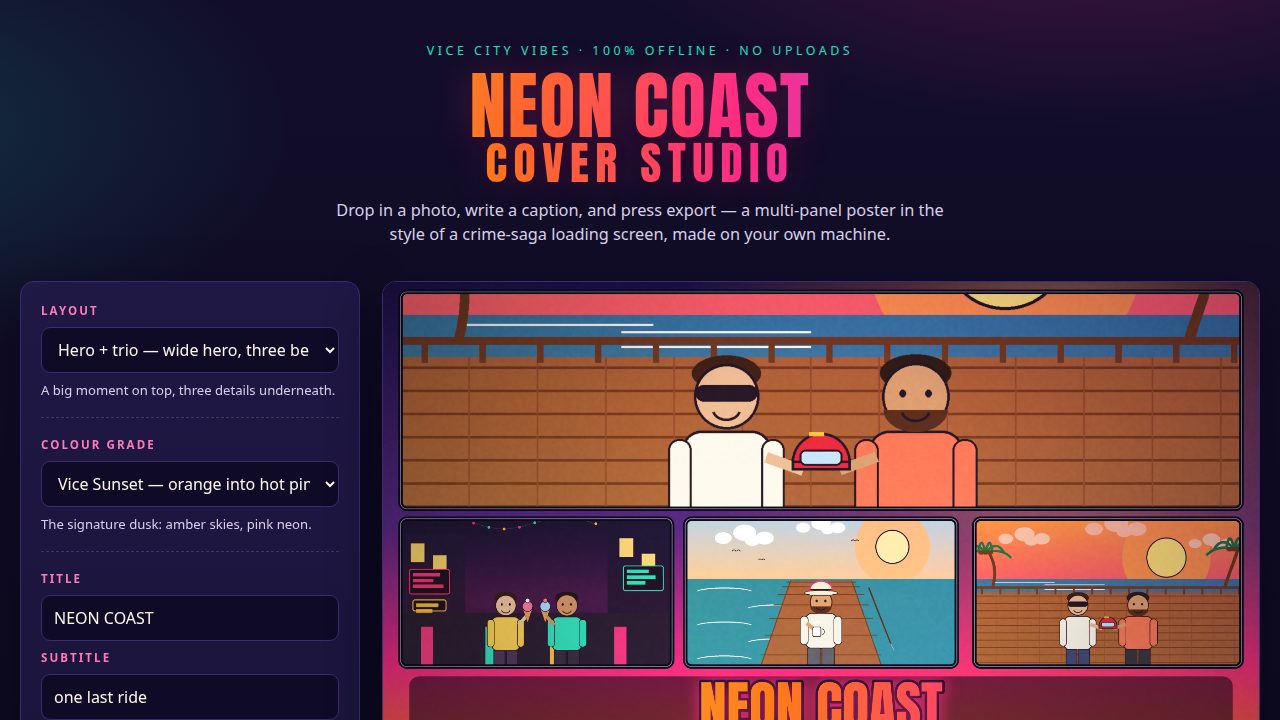 VICE CITY VIBES · 100% OFFLINE · NO UPLOADS
NEON COAST
COVER STUDIO
Drop in a photo, write a caption, and press export — a multi-panel poster in the
style of a crime-saga loading screen, made on your own machine.
LAYOUT
Hero + trio — wide hero, three be
A big moment on top, three details underneath.
COLOUR GRADE
Vice Sunset — orange into hot pin
The signature dusk: amber skies, pink neon.
TITLE
NEON COAST
SUBTITLE
one last ride
NEON COAST